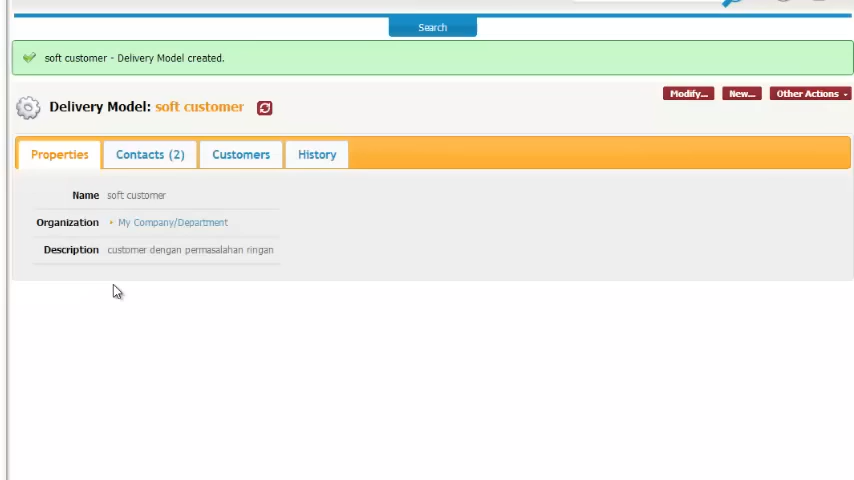 Search
soft customer - Delivery Model created.
Delivery Model: soft customer
Modify... New... Other Actions
Properties Contacts (2) Customers History
Name soft customer
Organization • My Company/Department
Description customer dengan permasalahan ringan